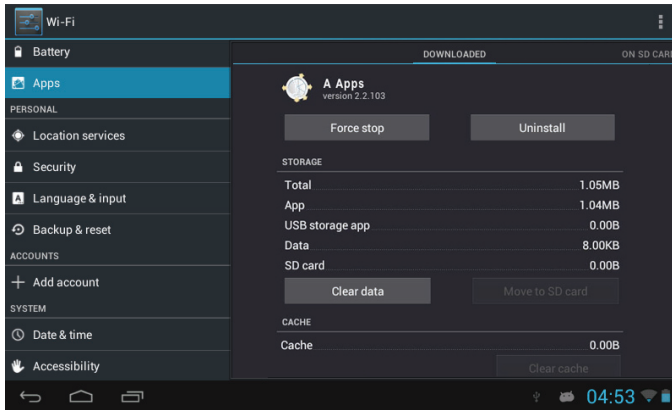 Wi-Fi
Battery
Apps
PERSONAL
Location services
Security
A Language & input
Backup & reset
ACCOUNTS
Add account
SYSTEM
Date & time
Accessibility
DOWNLOADED ON SD CARD
A Apps
version 2.2.103
Force stop Uninstall
STORAGE
Total 1.05MB
App 1.04MB
USB storage app 0.00B
Data 8.00KB
SD card 0.00B
Clear data Move to SD card
CACHE
Cache 0.00B
Clear cache
04:53